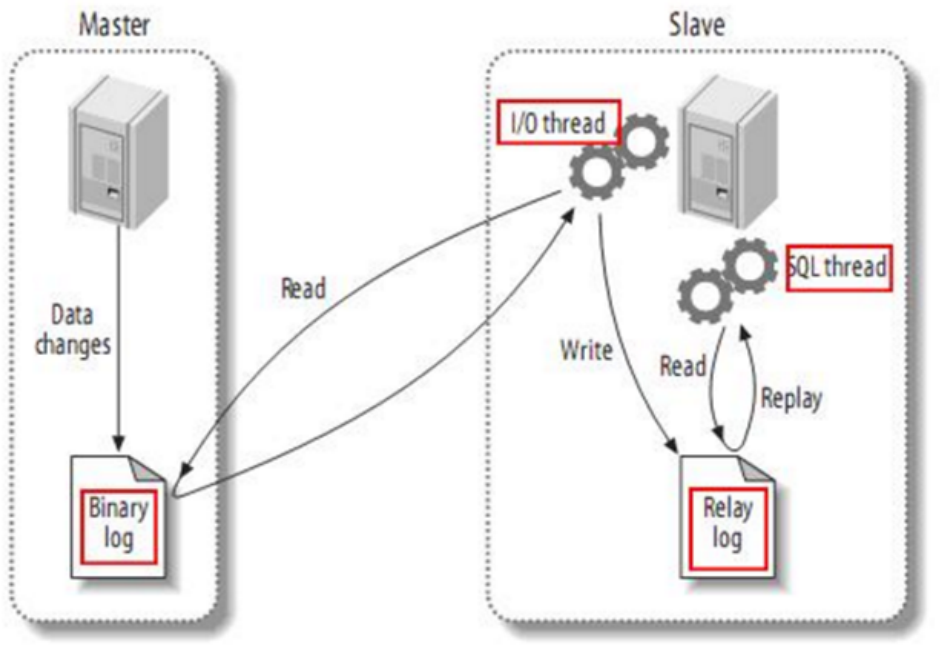 Master
Slave
I/O thread
SQL thread
Read
Data
changes
Write
Read
Replay
Binary
log
Relay
log